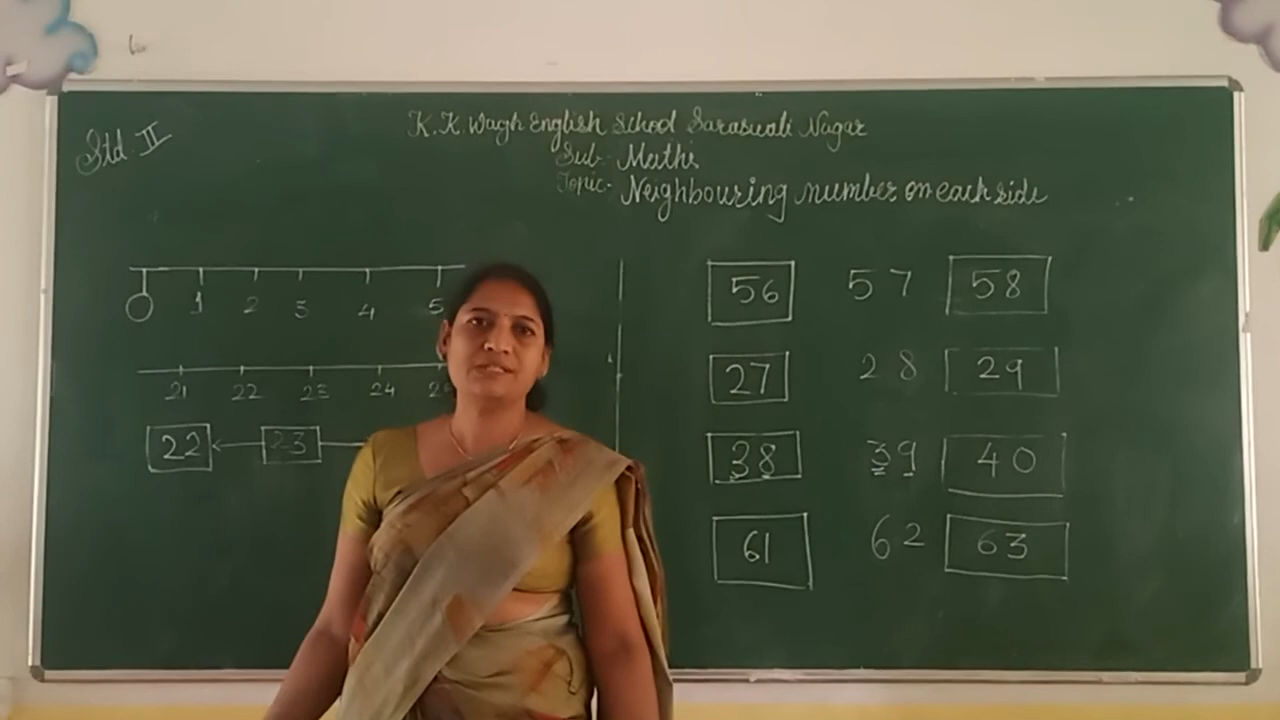 Std. II
K.K.Wagh English School Saraswati Nagar
Sub- Maths
Topic- Neighbouring number on each side
0 1 2 3 4 5
21 22 23 24
22 ← 23
56 57 58
27 28 29
38 39 40
61 62 63